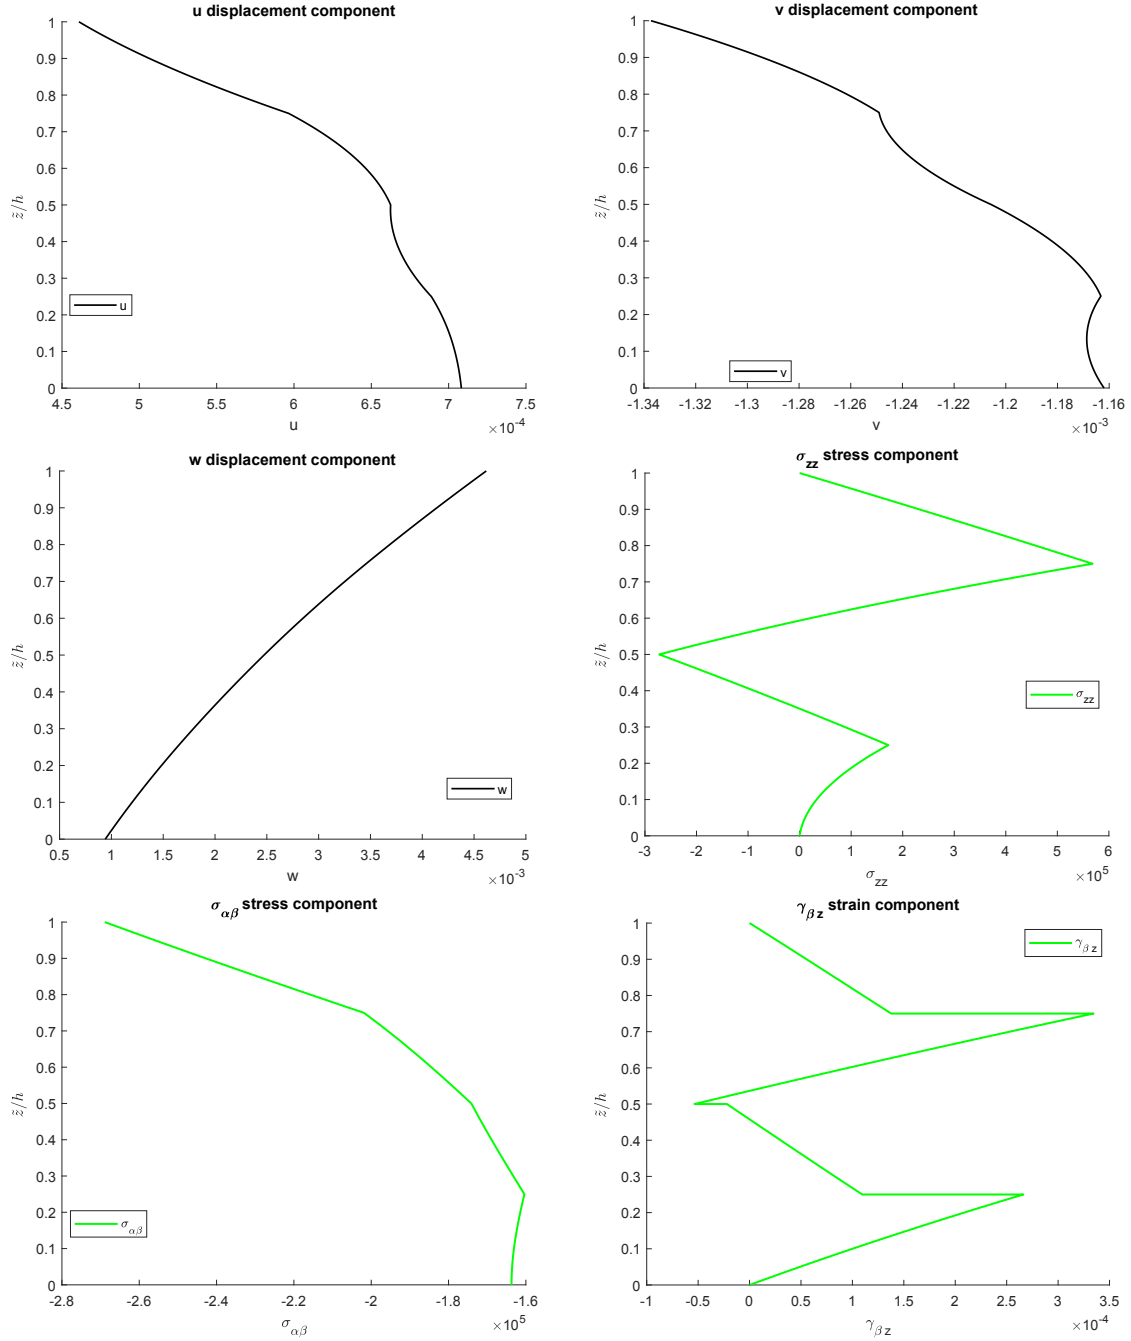 u displacement component
1
0.9
0.8
0.7
0.6
0.5
0.4
0.3
0.2
0.1
0
z̃/h
u
4.5 5 5.5 6 6.5 7 7.5
u
×10⁻⁴
v displacement component
1
0.9
0.8
0.7
0.6
0.5
0.4
0.3
0.2
0.1
0
z̃/h
v
-1.34 -1.32 -1.3 -1.28 -1.26 -1.24 -1.22 -1.2 -1.18 -1.16
v
×10⁻³
w displacement component
1
0.9
0.8
0.7
0.6
0.5
0.4
0.3
0.2
0.1
0
z̃/h
w
0.5 1 1.5 2 2.5 3 3.5 4 4.5 5
w
×10⁻³
σzz stress component
1
0.9
0.8
0.7
0.6
0.5
0.4
0.3
0.2
0.1
0
z̃/h
σzz
-3 -2 -1 0 1 2 3 4 5 6
σzz
×10⁵
σαβ stress component
1
0.9
0.8
0.7
0.6
0.5
0.4
0.3
0.2
0.1
0
z̃/h
σαβ
-2.8 -2.6 -2.4 -2.2 -2 -1.8 -1.6
σαβ
×10⁵
γβz strain component
1
0.9
0.8
0.7
0.6
0.5
0.4
0.3
0.2
0.1
0
z̃/h
γβz
-1 -0.5 0 0.5 1 1.5 2 2.5 3 3.5
γβz
×10⁻⁴